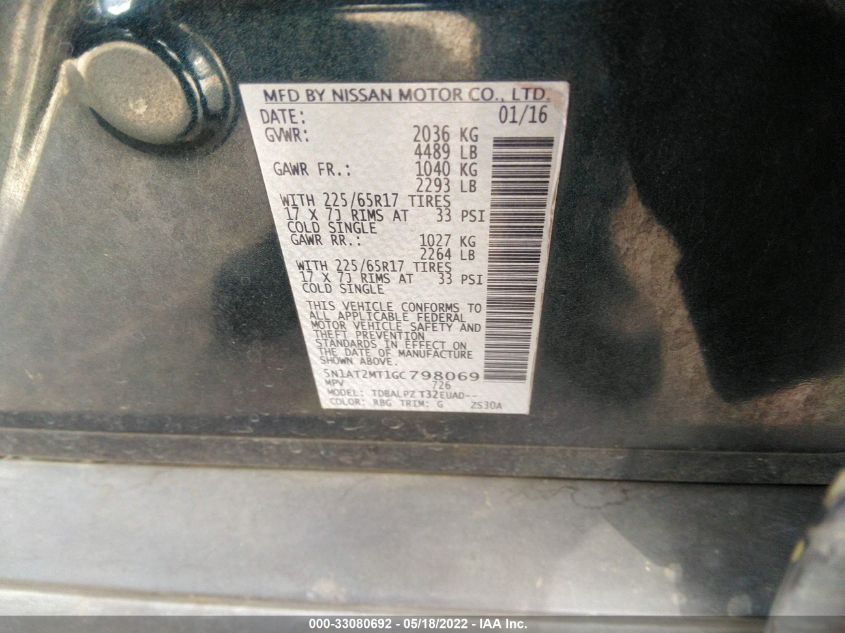 MFD BY NISSAN MOTOR CO., LTD.
DATE: 01/16
GVWR: 2036 KG
4489 LB
GAWR FR.: 1040 KG
2293 LB
WITH 225/65R17 TIRES
17 X 7J RIMS AT 33 PSI
COLD SINGLE
GAWR RR.: 1027 KG
2264 LB
WITH 225/65R17 TIRES
17 X 7J RIMS AT 33 PSI
COLD SINGLE
THIS VEHICLE CONFORMS TO
ALL APPLICABLE FEDERAL
MOTOR VEHICLE SAFETY AND
THEFT PREVENTION
STANDARDS IN EFFECT ON
THE DATE OF MANUFACTURE
SHOWN ABOVE.
5N1AT2MT1GC798069
MPV 726
MODEL: TDBALPZ T32EUAD--
COLOR: RBG TRIM: G 2S30A
000-33080692 - 05/18/2022 - IAA Inc.